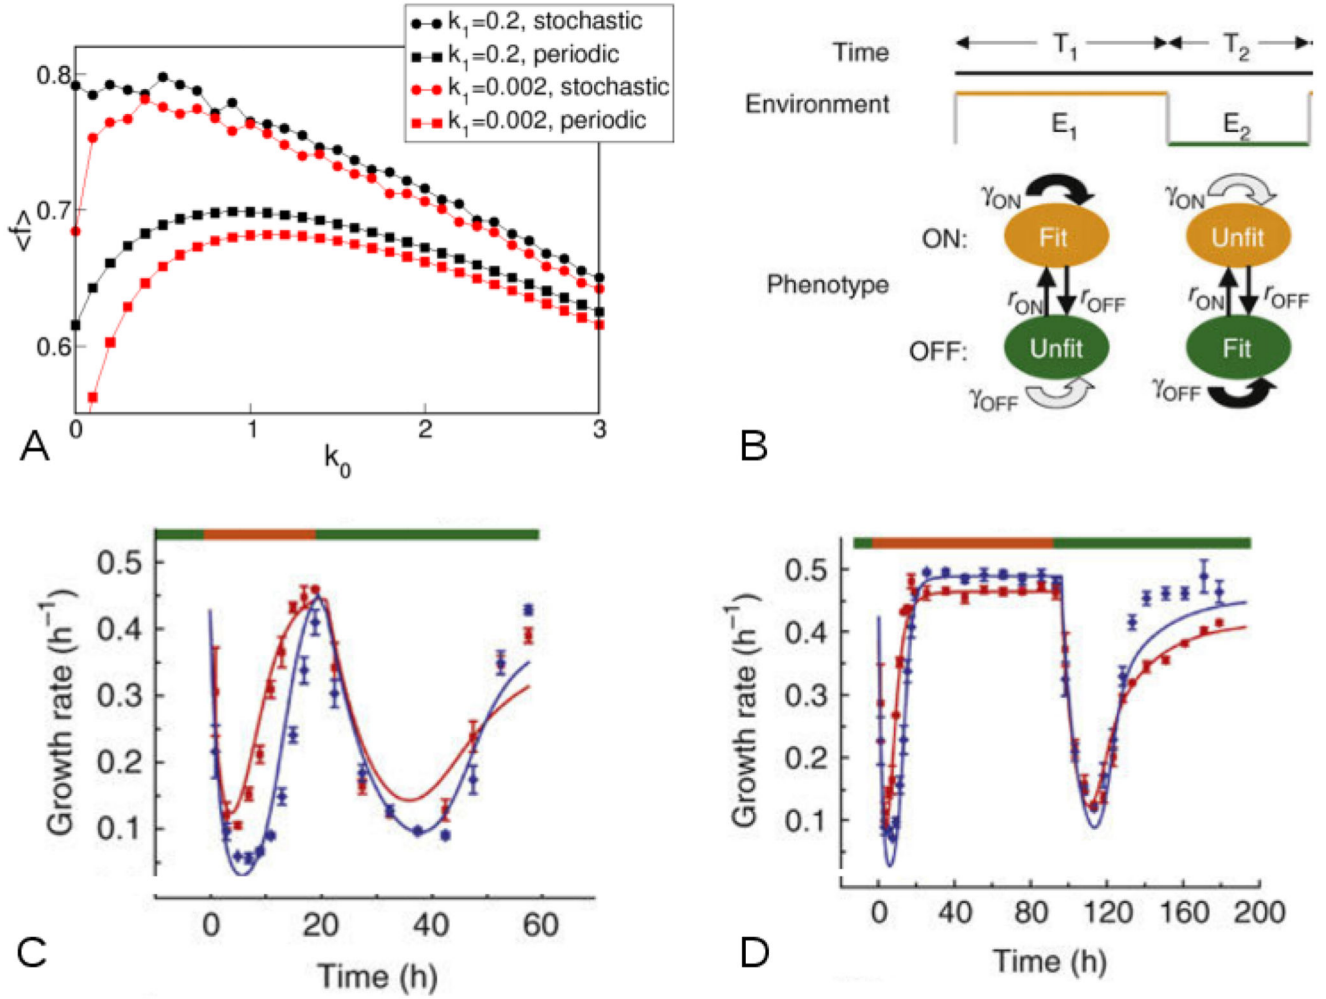 k₁=0.2, stochastic
k₁=0.2, periodic
k₁=0.002, stochastic
k₁=0.002, periodic
0.8
0.7
0.6
<f>
0 1 2 3
k₀
A
Time
T₁ T₂
Environment
E₁ E₂
γON γON
ON: Fit Unfit
Phenotype
rON rOFF rON rOFF
OFF: Unfit Fit
γOFF γOFF
B
0.5
0.4
0.3
0.2
0.1
Growth rate (h⁻¹)
0 20 40 60
Time (h)
C
0.5
0.4
0.3
0.2
0.1
Growth rate (h⁻¹)
0 40 80 120 160 200
Time (h)
D